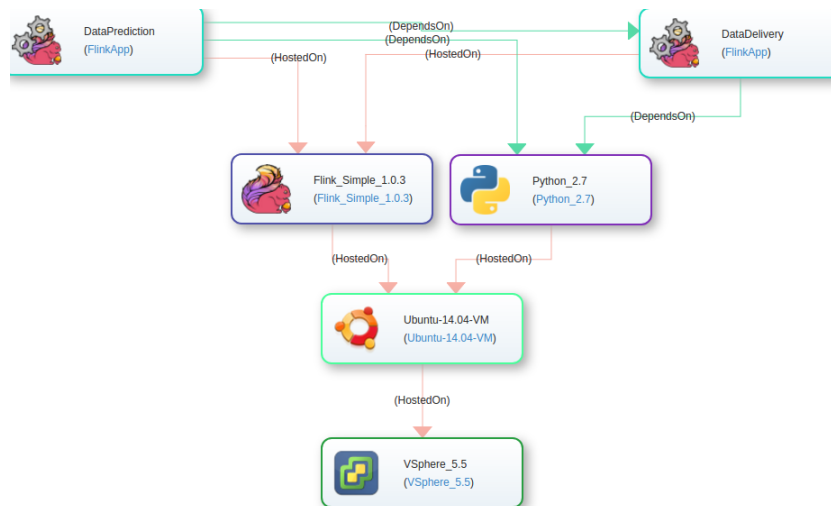 DataPrediction
(FlinkApp)
(DependsOn)
(DependsOn)
(HostedOn)
(HostedOn)
DataDelivery
(FlinkApp)
(DependsOn)
Flink_Simple_1.0.3
(Flink_Simple_1.0.3)
Python_2.7
(Python_2.7)
(HostedOn)
(HostedOn)
Ubuntu-14.04-VM
(Ubuntu-14.04-VM)
(HostedOn)
VSphere_5.5
(VSphere_5.5)